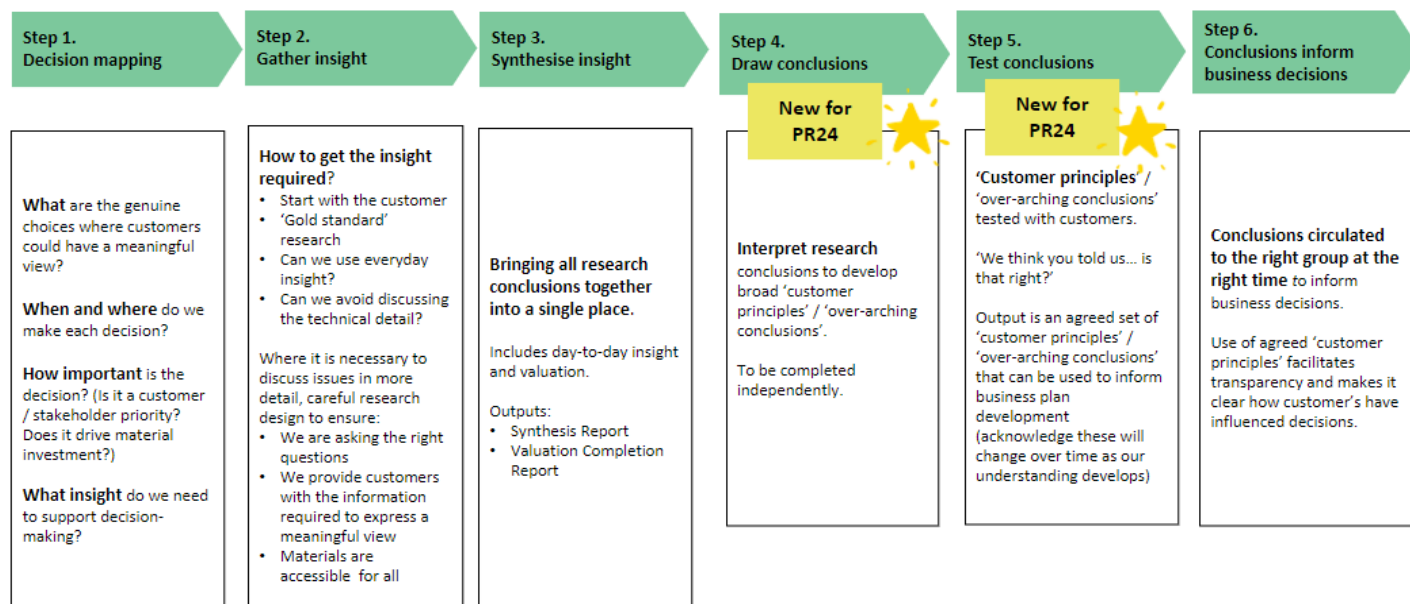 Step 1.
Decision mapping
Step 2.
Gather insight
Step 3.
Synthesise insight
Step 4.
Draw conclusions
Step 5.
Test conclusions
Step 6.
Conclusions inform
business decisions
New for
PR24
New for
PR24
What are the genuine
choices where customers
could have a meaningful
view?
When and where do we
make each decision?
How important is the
decision? (Is it a customer
/ stakeholder priority?
Does it drive material
investment?)
What insight do we need
to support decision-
making?
How to get the insight
required?
• Start with the customer
• ‘Gold standard’
research
• Can we use everyday
insight?
• Can we avoid discussing
the technical detail?
Where it is necessary to
discuss issues in more
detail, careful research
design to ensure:
• We are asking the right
questions
• We provide customers
with the information
required to express a
meaningful view
• Materials are
accessible for all
Bringing all research
conclusions together
into a single place.
Includes day-to-day insight
and valuation.
Outputs:
• Synthesis Report
• Valuation Completion
Report
Interpret research
conclusions to develop
broad ‘customer
principles’ / ‘over-arching
conclusions’.
To be completed
independently.
‘Customer principles’ /
‘over-arching conclusions’
tested with customers.
‘We think you told us... is
that right?’
Output is an agreed set of
‘customer principles’ /
‘over-arching conclusions’
that can be used to inform
business plan
development
(acknowledge these will
change over time as our
understanding develops)
Conclusions circulated
to the right group at the
right time to inform
business decisions.
Use of agreed ‘customer
principles’ facilitates
transparency and makes it
clear how customer’s have
influenced decisions.